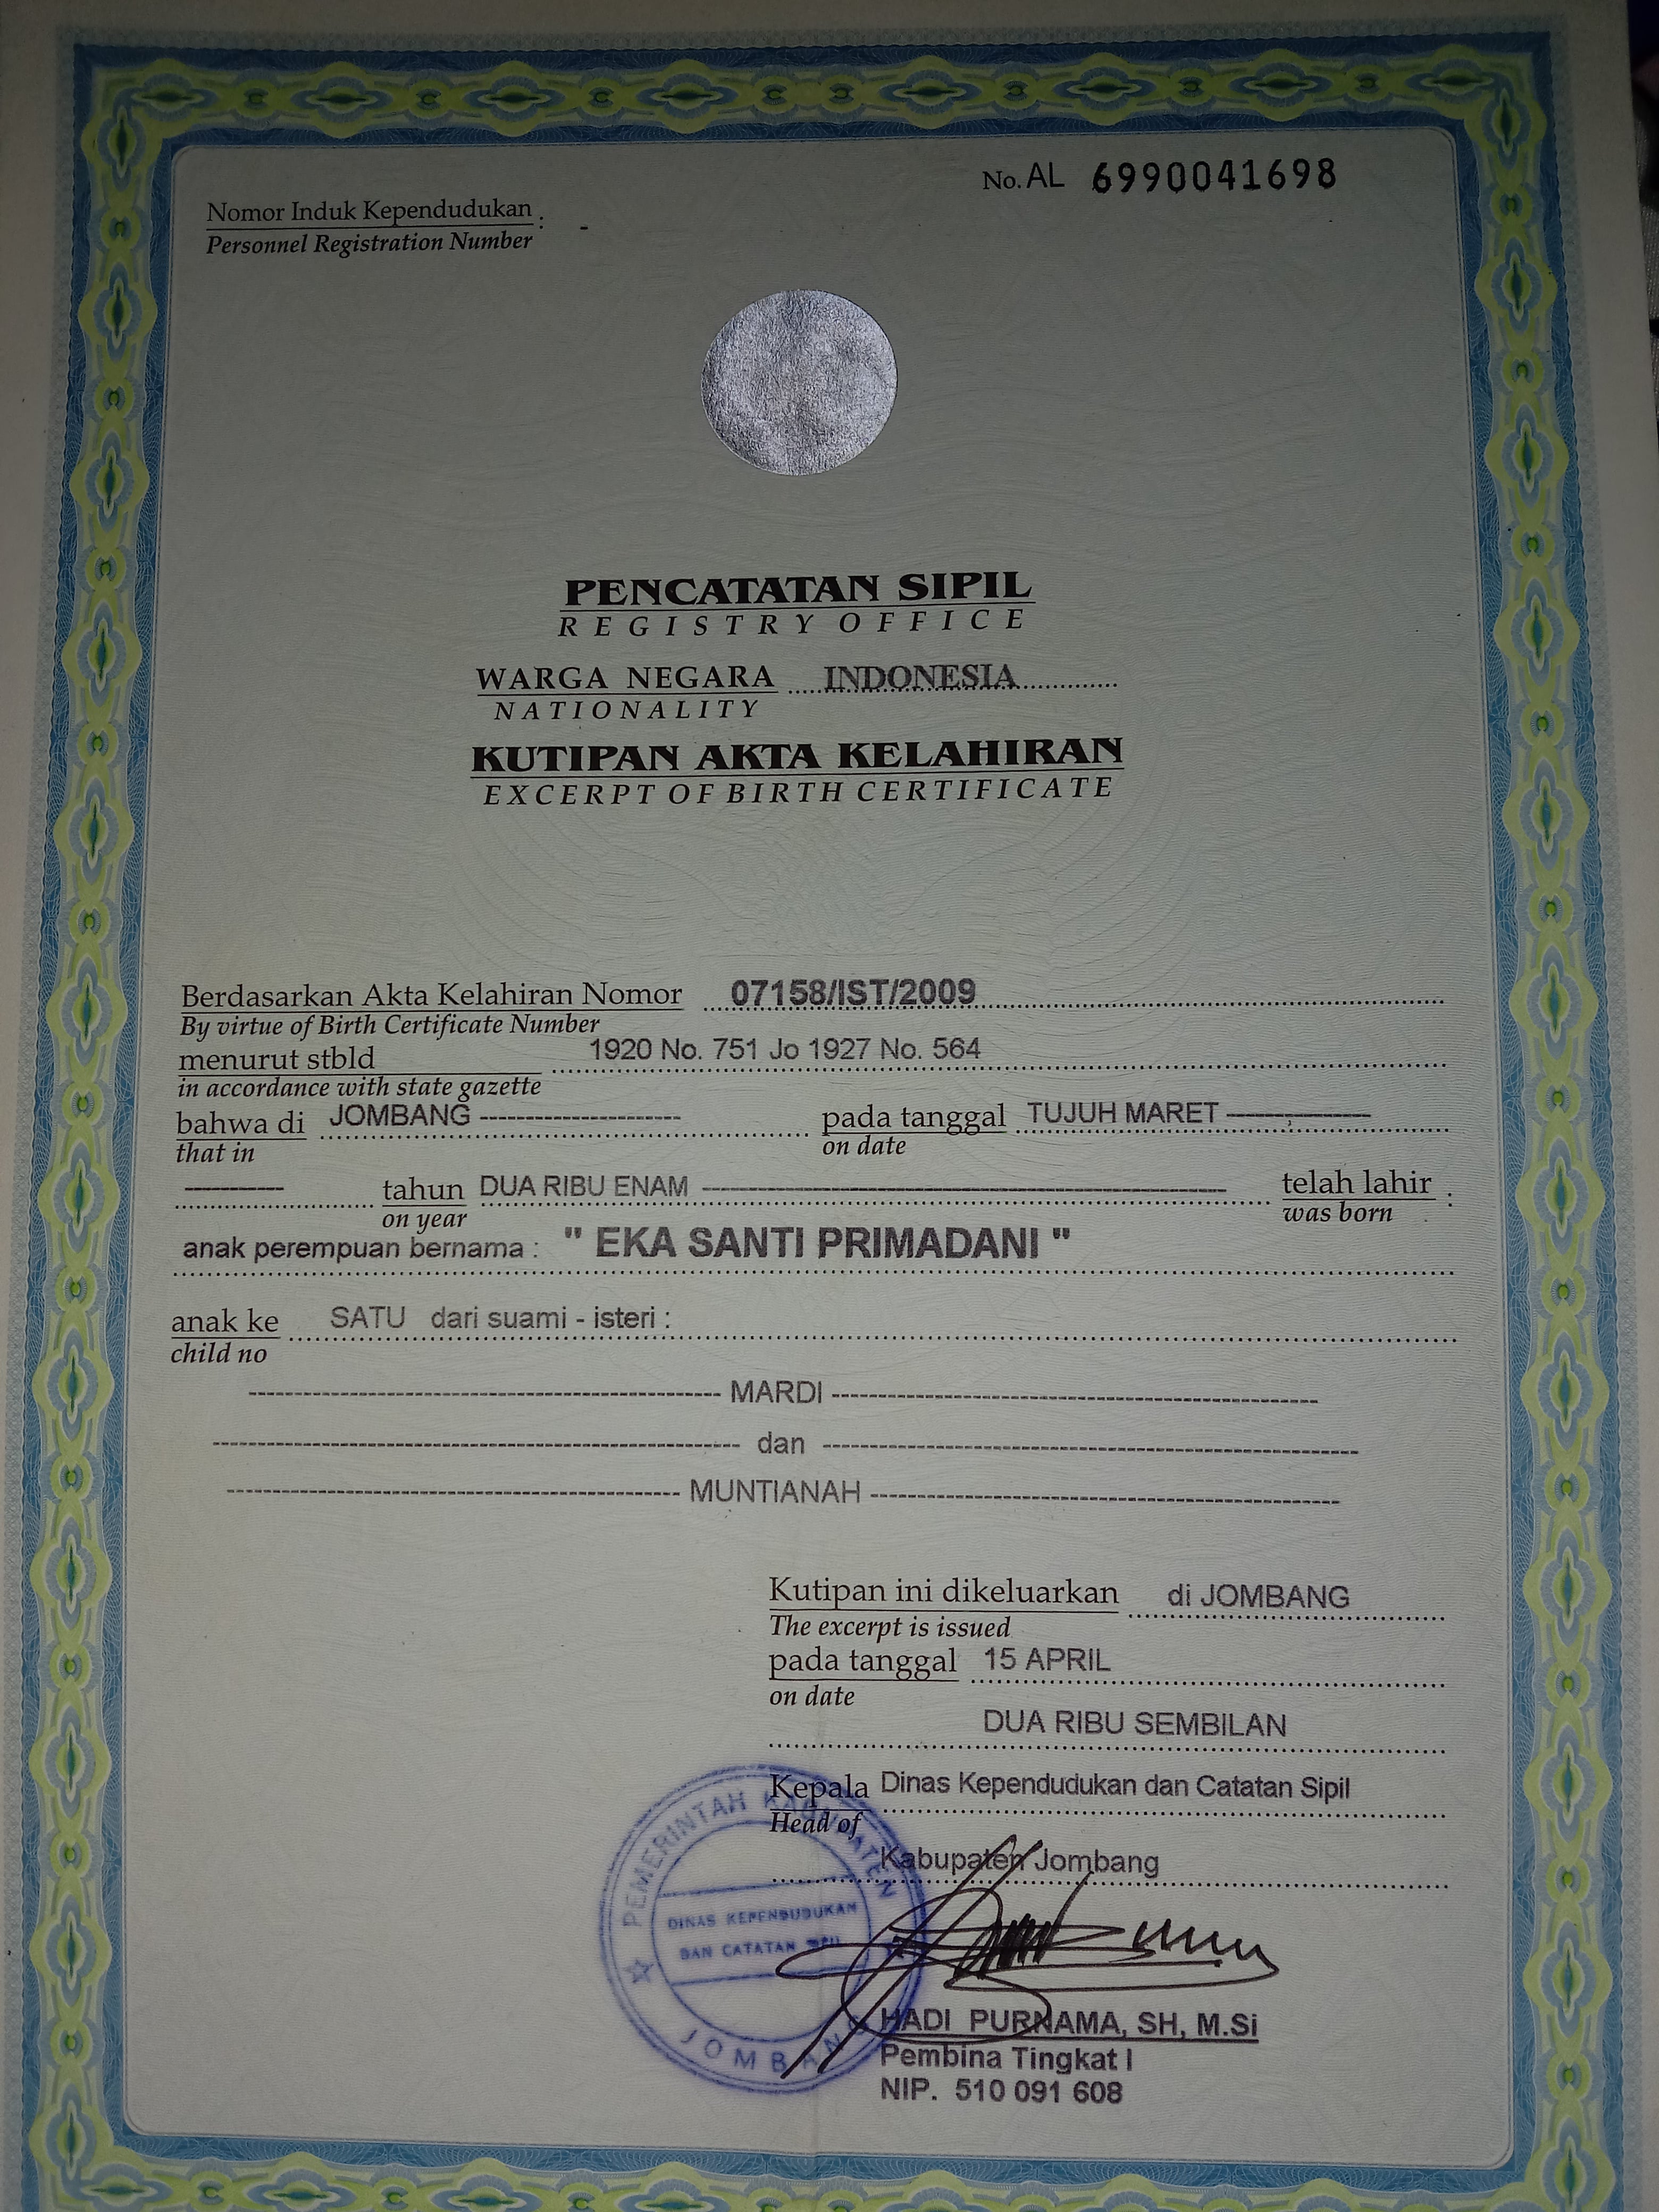 No. AL 6990041698
Nomor Induk Kependudukan : -
Personnel Registration Number
PENCATATAN SIPIL
REGISTRY OFFICE
WARGA NEGARA INDONESIA
NATIONALITY
KUTIPAN AKTA KELAHIRAN
EXCERPT OF BIRTH CERTIFICATE
Berdasarkan Akta Kelahiran Nomor 07158/IST/2009
By virtue of Birth Certificate Number
menurut stbld 1920 No. 751 Jo 1927 No. 564
in accordance with state gazette
bahwa di JOMBANG pada tanggal TUJUH MARET
that in on date
tahun DUA RIBU ENAM telah lahir :
on year was born
anak perempuan bernama : " EKA SANTI PRIMADANI "
anak ke SATU dari suami - isteri :
child no
MARDI
dan
MUNTIANAH
Kutipan ini dikeluarkan di JOMBANG
The excerpt is issued
pada tanggal 15 APRIL
on date
DUA RIBU SEMBILAN
Kepala Dinas Kependudukan dan Catatan Sipil
Head of
Kabupaten Jombang
PEMERINTAH KABUPATEN
DINAS KEPENDUDUKAN
DAN CATATAN SIPIL
JOMBANG
HADI PURNAMA, SH, M.Si
Pembina Tingkat I
NIP. 510 091 608